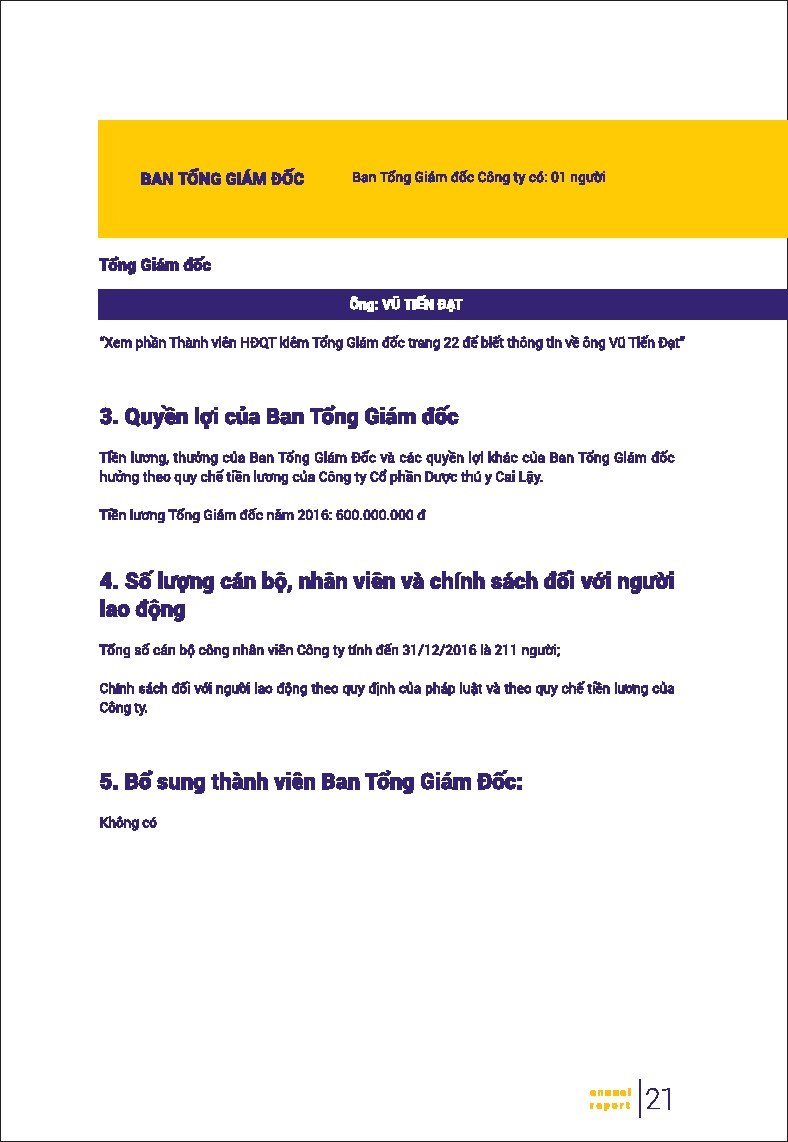 BAN TỔNG GIÁM ĐỐC
Ban Tổng Giám đốc Công ty có: 01 người
Tổng Giám đốc
Ông: VŨ TIẾN ĐẠT
"Xem phần Thành viên HĐQT kiêm Tổng Giám đốc trang 22 để biết thông tin về ông Vũ Tiến Đạt"
3. Quyền lợi của Ban Tổng Giám đốc
Tiền lương, thưởng của Ban Tổng Giám Đốc và các quyền lợi khác của Ban Tổng Giám đốc
hưởng theo quy chế tiền lương của Công ty Cổ phần Dược thú y Cai Lậy.
Tiền lương Tổng Giám đốc năm 2016: 600.000.000 đ
4. Số lượng cán bộ, nhân viên và chính sách đối với người
lao động
Tổng số cán bộ công nhân viên Công ty tính đến 31/12/2016 là 211 người;
Chính sách đối với người lao động theo quy định của pháp luật và theo quy chế tiền lương của
Công ty.
5. Bổ sung thành viên Ban Tổng Giám Đốc:
Không có
annual
report
21